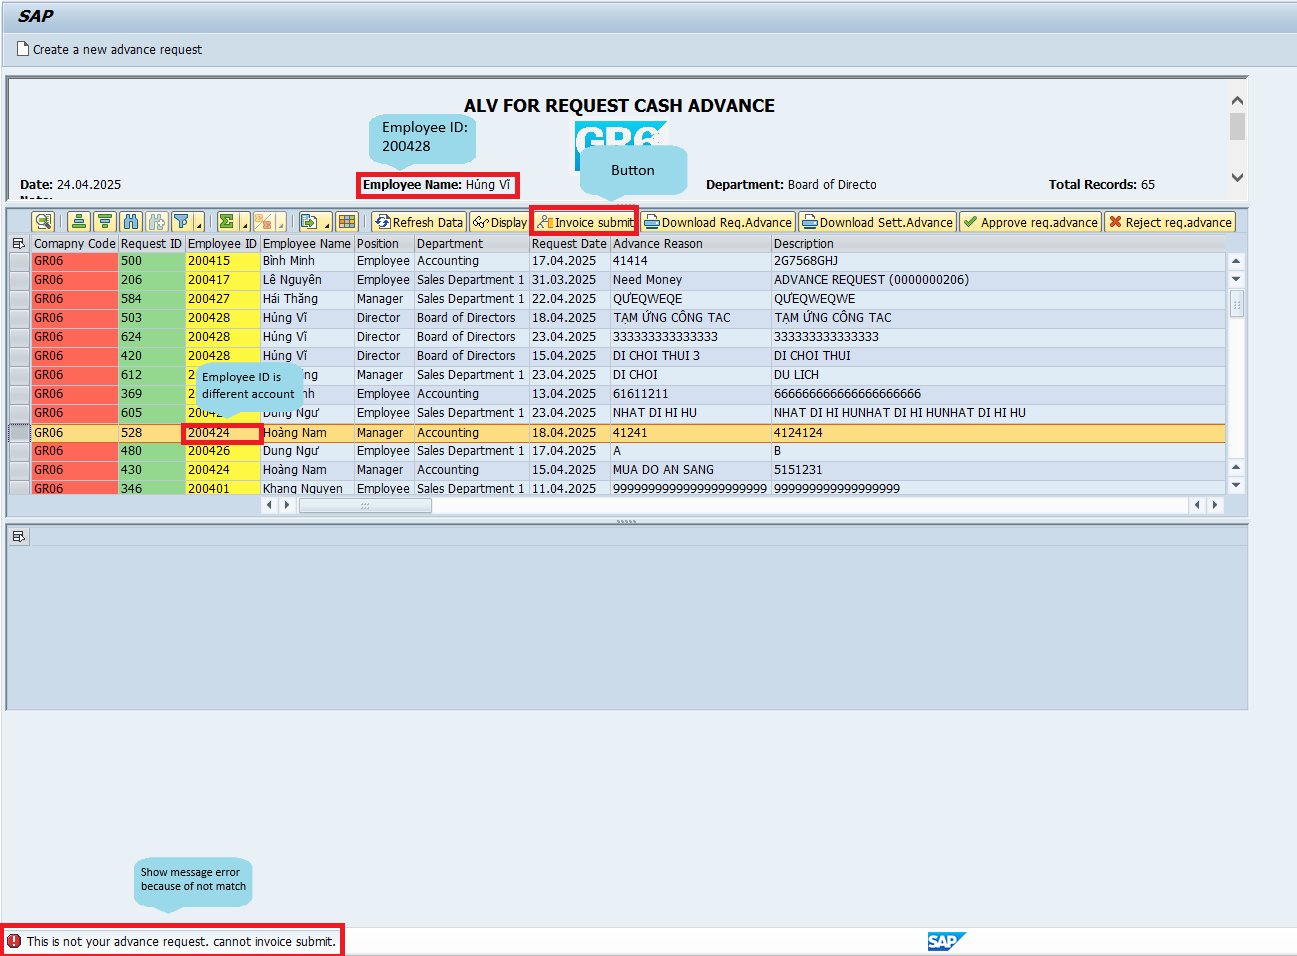 SAP
Create a new advance request
ALV FOR REQUEST CASH ADVANCE
Employee ID:
200428
GR6
Button
Date: 24.04.2025
Employee Name: Hùng Vĩ
Department: Board of Directo
Total Records: 65
Refresh Data Display Invoice submit Download Req.Advance Download Sett.Advance Approve req.advance Reject req.advance
Comapny Code Request ID Employee ID Employee Name Position Department Request Date Advance Reason Description
GR06 500 200415 Bình Minh Employee Accounting 17.04.2025 41414 2G7568GHJ
GR06 206 200417 Lê Nguyên Employee Sales Department 1 31.03.2025 Need Money ADVANCE REQUEST (0000000206)
GR06 584 200427 Hải Thăng Manager Sales Department 1 22.04.2025 QƯEQWEQE QƯEQWEQWE
GR06 503 200428 Hùng Vĩ Director Board of Directors 18.04.2025 TẠM ỨNG CÔNG TAC TẠM ỨNG CÔNG TAC
GR06 624 200428 Hùng Vĩ Director Board of Directors 23.04.2025 333333333333333 333333333333333
GR06 420 200428 Hùng Vĩ Director Board of Directors 15.04.2025 DI CHOI THUI 3 DI CHOI THUI
GR06 612 Manager Sales Department 1 23.04.2025 DI CHOI DU LICH
Employee ID is
different account
GR06 369 Employee Accounting 13.04.2025 61611211 666666666666666666666
GR06 605 Dung Ngư Employee Sales Department 1 23.04.2025 NHAT DI HI HU NHAT DI HI HUNHAT DI HI HUNHAT DI HI HU
GR06 528 200424 Hoàng Nam Manager Accounting 18.04.2025 41241 4124124
GR06 480 200426 Dung Ngư Employee Sales Department 1 17.04.2025 A B
GR06 430 200424 Hoàng Nam Manager Accounting 15.04.2025 MUA DO AN SANG 5151231
GR06 346 200401 Khang Nguyen Employee Sales Department 1 11.04.2025 9999999999999999999999 999999999999999999
Show message error
because of not match
This is not your advance request. cannot invoice submit.
SAP